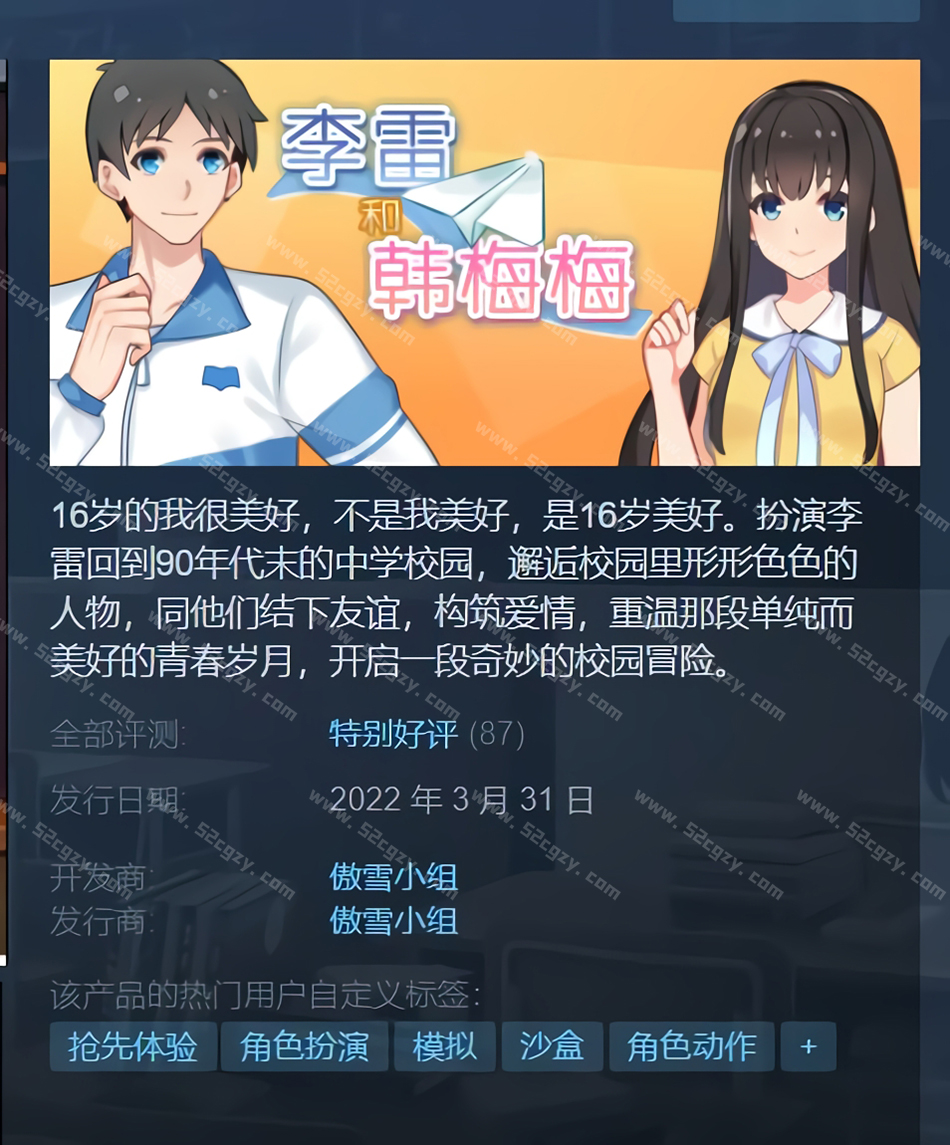 李雷
和
韩梅梅
16岁的我很美好，不是我美好，是16岁美好。扮演李
雷回到90年代末的中学校园，邂逅校园里形形色色的
人物，同他们结下友谊，构筑爱情，重温那段单纯而
美好的青春岁月，开启一段奇妙的校园冒险。
全部评测: 特别好评 (87)
发行日期: 2022 年 3 月 31 日
开发商: 傲雪小组
发行商: 傲雪小组
该产品的热门用户自定义标签：
抢先体验 角色扮演 模拟 沙盒 角色动作 +
www.52cgzy.com